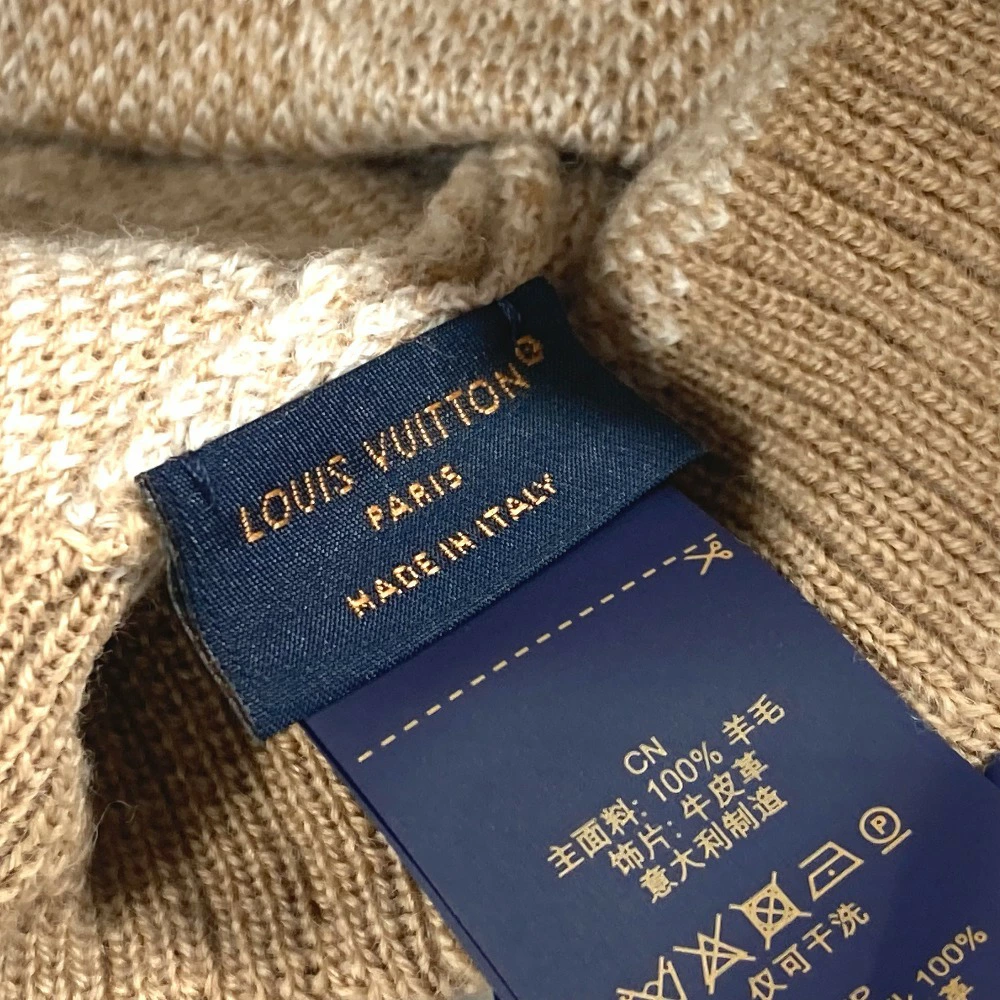 LOUIS VUITTON®
PARIS
MADE IN ITALY
CN
主面料: 100% 羊毛
饰片: 牛皮革
意大利制造
P
仅可干洗
100%
革